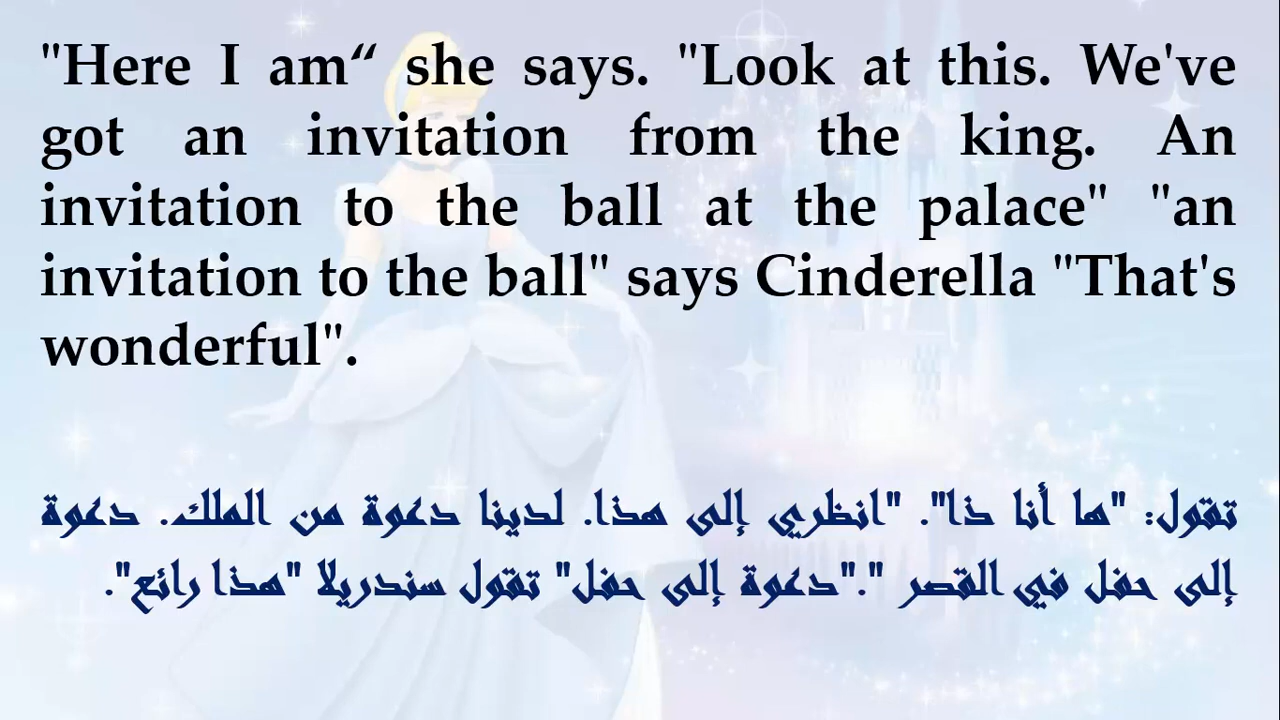 "Here I am“ she says. "Look at this. We've
got an invitation from the king. An
invitation to the ball at the palace" "an
invitation to the ball" says Cinderella "That's
wonderful".
تقول: "ها أنا ذا". "انظري إلى هذا. لدينا دعوة من الملك. دعوة
إلى حفل في القصر "."دعوة إلى حفل" تقول سندريلا "هذا رائع".